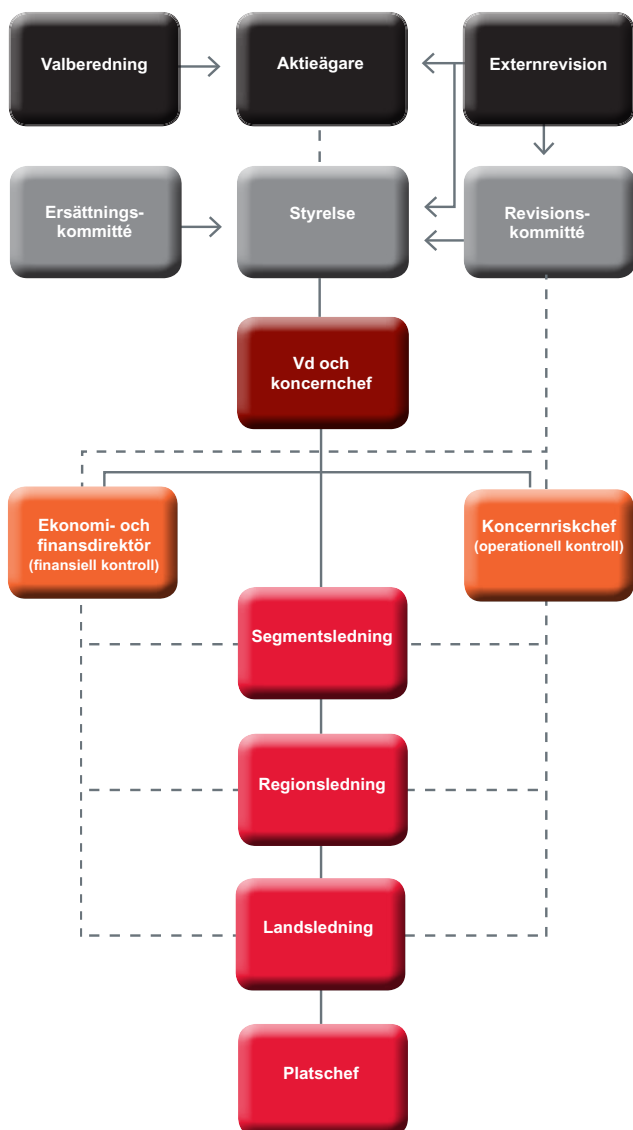 Valberedning
Aktieägare
Externrevision
Ersättnings-
kommitté
Styrelse
Revisions-
kommitté
Vd och
koncernchef
Ekonomi- och
finansdirektör
(finansiell kontroll)
Koncernriskchef
(operationell kontroll)
Segmentsledning
Regionsledning
Landsledning
Platschef